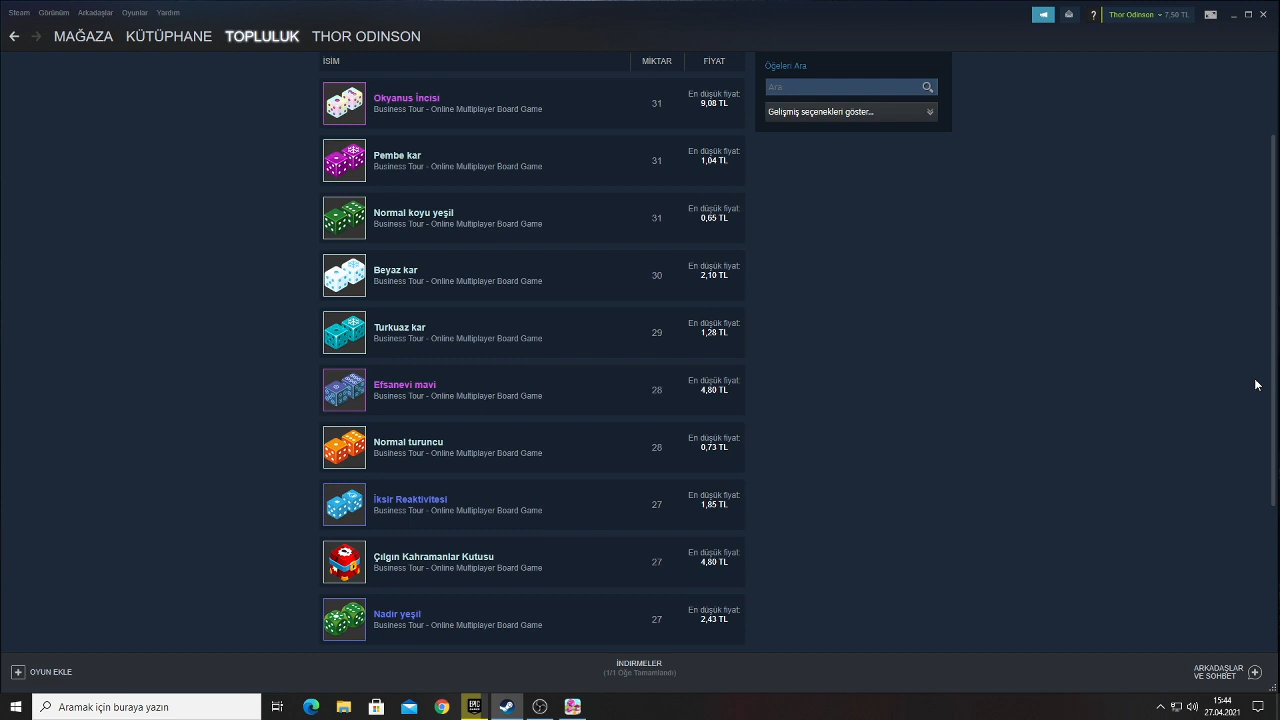 Steam Görünüm Arkadaşlar Oyunlar Yardım
? Thor Odinson 7,50 TL
MAĞAZA KÜTÜPHANE TOPLULUK THOR ODINSON
İSİM MİKTAR FİYAT
Okyanus İncisi
Business Tour - Online Multiplayer Board Game
31
En düşük fiyat:
9,08 TL
Pembe kar
Business Tour - Online Multiplayer Board Game
31
En düşük fiyat:
1,04 TL
Normal koyu yeşil
Business Tour - Online Multiplayer Board Game
31
En düşük fiyat:
0,65 TL
Beyaz kar
Business Tour - Online Multiplayer Board Game
30
En düşük fiyat:
2,10 TL
Turkuaz kar
Business Tour - Online Multiplayer Board Game
29
En düşük fiyat:
1,28 TL
Efsanevi mavi
Business Tour - Online Multiplayer Board Game
28
En düşük fiyat:
4,80 TL
Normal turuncu
Business Tour - Online Multiplayer Board Game
28
En düşük fiyat:
0,73 TL
İksir Reaktivitesi
Business Tour - Online Multiplayer Board Game
27
En düşük fiyat:
1,85 TL
Çılgın Kahramanlar Kutusu
Business Tour - Online Multiplayer Board Game
27
En düşük fiyat:
4,80 TL
Nadir yeşil
Business Tour - Online Multiplayer Board Game
27
En düşük fiyat:
2,43 TL
Öğeleri Ara
Ara
Gelişmiş seçenekleri göster...
OYUN EKLE
İNDİRMELER
(1/1 Öğe Tamamlandı)
ARKADAŞLAR
VE SOHBET
Aramak için buraya yazın
EPIC
15:44
27.04.2021